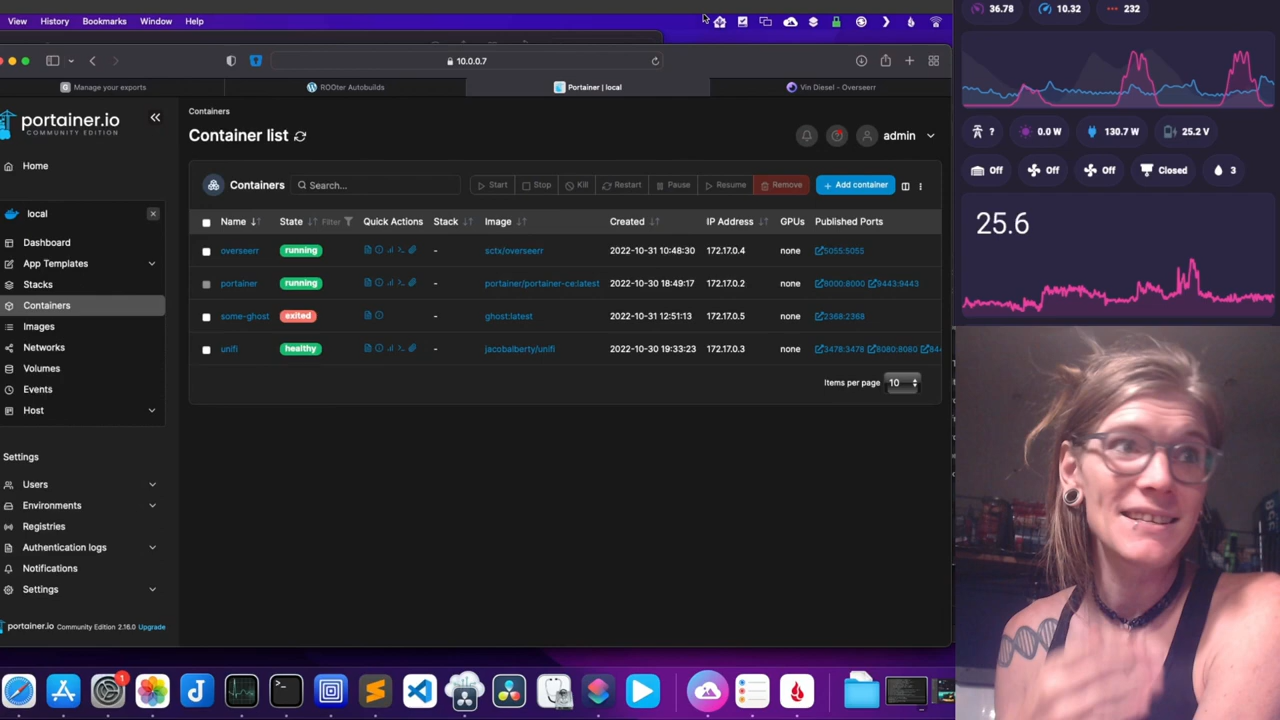 View History Bookmarks Window Help
36.78 10.32 232
10.0.0.7
Manage your exports ROOter Autobuilds Portainer | local Vin Diesel - Overseerr
portainer.io
COMMUNITY EDITION
Home
local
Dashboard
App Templates
Stacks
Containers
Images
Networks
Volumes
Events
Host
Settings
Users
Environments
Registries
Authentication logs
Notifications
Settings
portainer.io Community Edition 2.16.0 Upgrade
Containers
Container list
admin
Containers Search... Start Stop Kill Restart Pause Resume Remove + Add container
Name State Filter Quick Actions Stack Image Created IP Address GPUs Published Ports
overseerr running - sctx/overseerr 2022-10-31 10:48:30 172.17.0.4 none 5055:5055
portainer running - portainer/portainer-ce:latest 2022-10-30 18:49:17 172.17.0.2 none 8000:8000 9443:9443
some-ghost exited - ghost:latest 2022-10-31 12:51:13 172.17.0.5 none 2368:2368
unifi healthy - jacobalberty/unifi 2022-10-30 19:33:23 172.17.0.3 none 3478:3478 8080:8080
Items per page 10
? 0.0 W 130.7 W 25.2 V
Off Off Off Closed 3
25.6
1